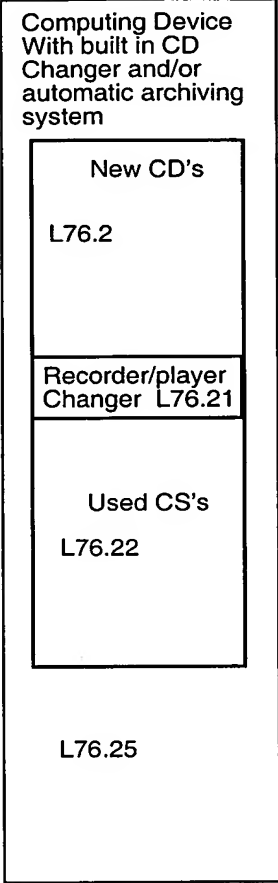 Computing Device
With built in CD
Changer and/or
automatic archiving
system
New CD's
L76.2
Recorder/player
Changer L76.21
Used CS's
L76.22
L76.25